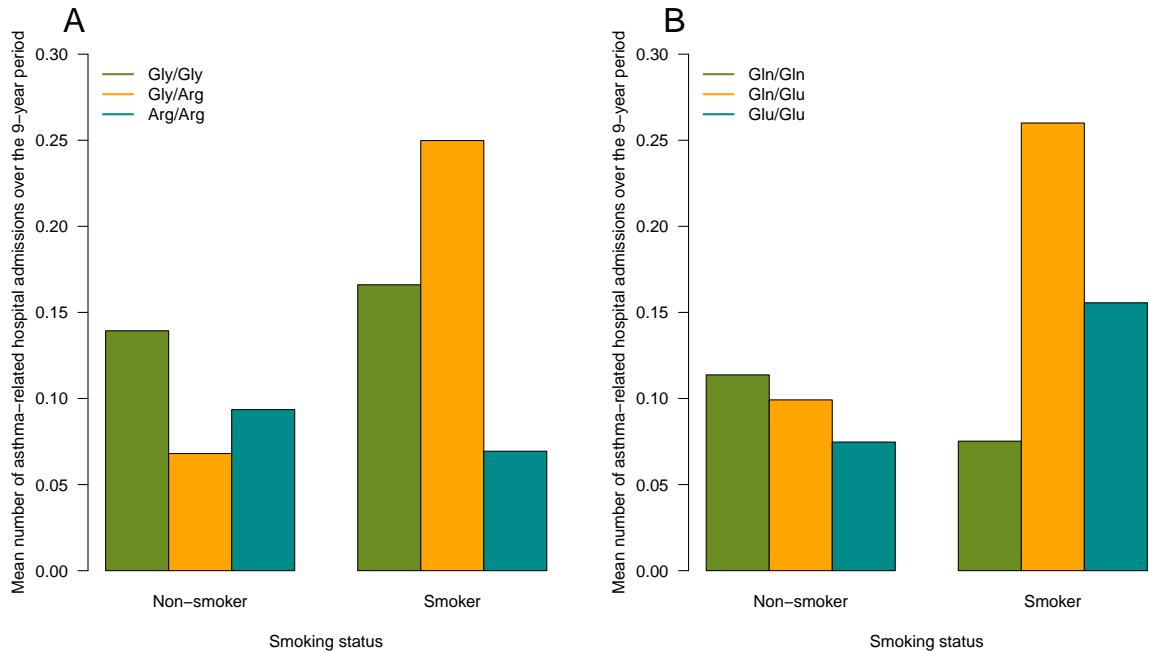 A
Mean number of asthma−related hospital admissions over the 9−year period
0.30
0.25
0.20
0.15
0.10
0.05
0.00
Gly/Gly
Gly/Arg
Arg/Arg
Non−smoker
Smoker
Smoking status
B
Mean number of asthma−related hospital admissions over the 9−year period
0.30
0.25
0.20
0.15
0.10
0.05
0.00
Gln/Gln
Gln/Glu
Glu/Glu
Non−smoker
Smoker
Smoking status